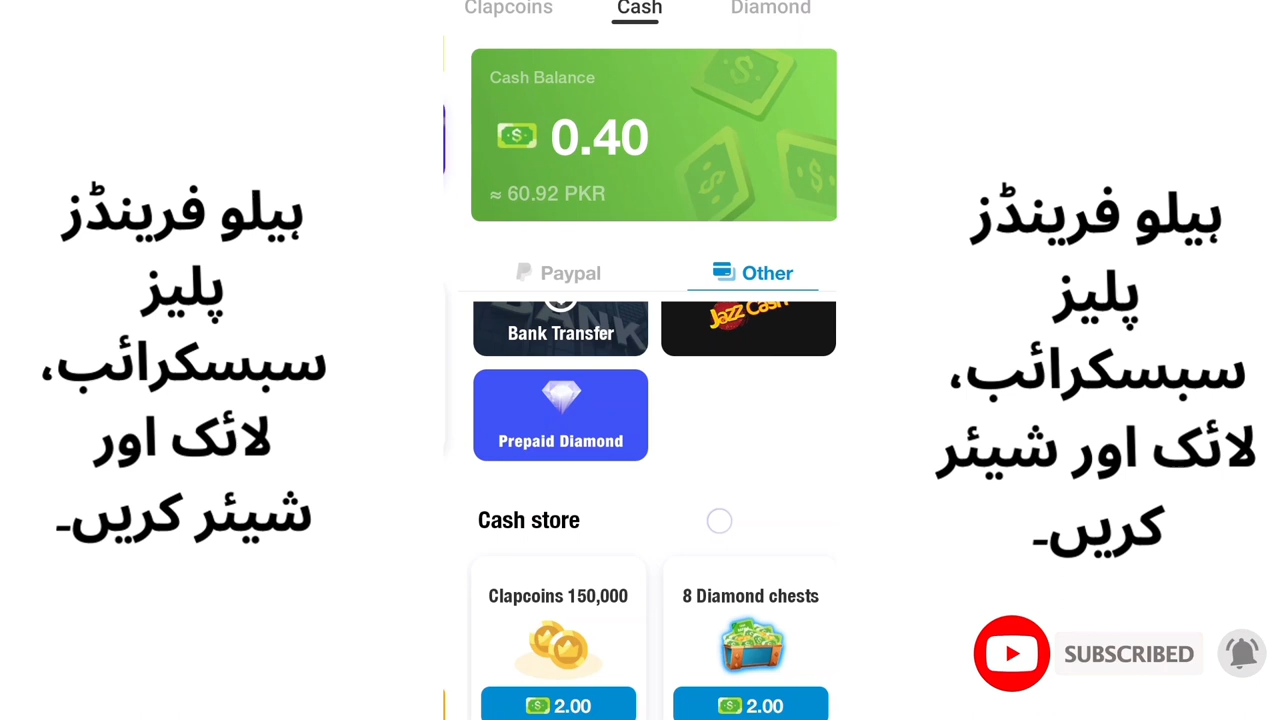 Clapcoins Cash Diamond
Cash Balance
0.40
≈ 60.92 PKR
Paypal Other
Bank Transfer
Jazz Cash
Prepaid Diamond
Cash store
Clapcoins 150,000
8 Diamond chests
2.00
2.00
ہیلو فرینڈز
پلیز
سبسکرائب،
لائک اور
شیئر کریں۔
ہیلو فرینڈز
پلیز
سبسکرائب،
لائک اور شیئر
کریں۔
SUBSCRIBED